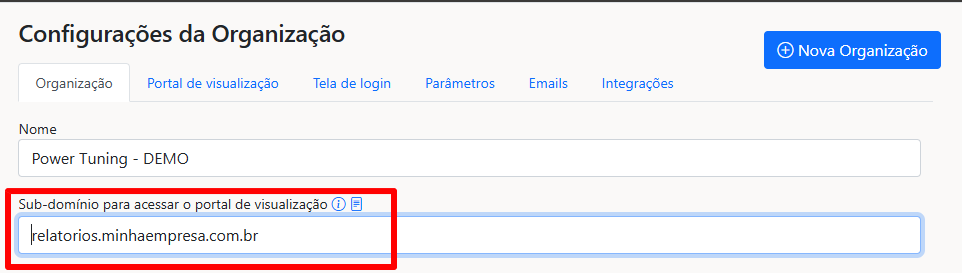 Configurações da Organização
Nova Organização
Organização Portal de visualização Tela de login Parâmetros Emails Integrações
Nome
Power Tuning - DEMO
Sub-domínio para acessar o portal de visualização
relatorios.minhaempresa.com.br